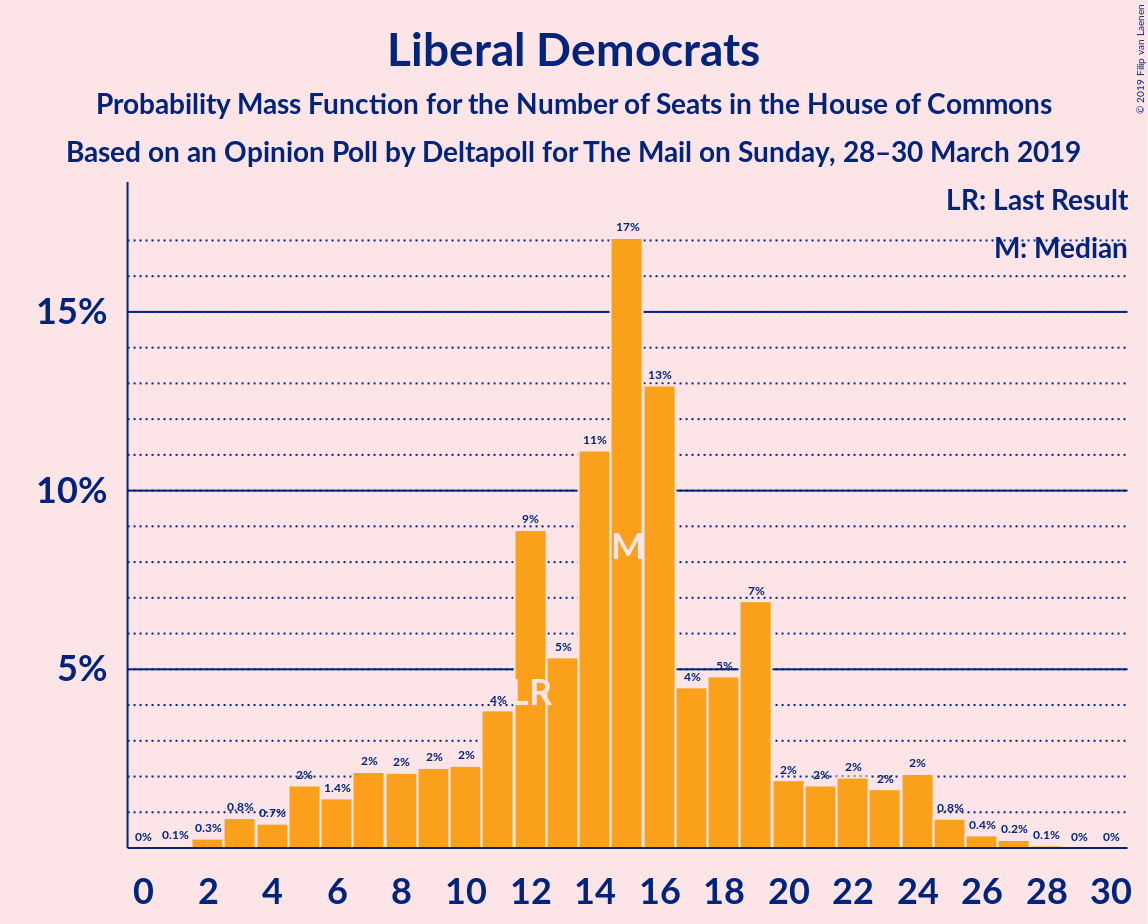 Liberal Democrats
Probability Mass Function for the Number of Seats in the House of Commons
Based on an Opinion Poll by Deltapoll for The Mail on Sunday, 28–30 March 2019
© 2019 Filip van Laenen
LR: Last Result
M: Median
15%
10%
5%
0% 0.1% 0.3% 0.8% 0.7% 2% 1.4% 2% 2% 2% 2% 4% 9% 5% 11% 17% 13% 4% 5% 7% 2% 2% 2% 2% 2% 0.8% 0.4% 0.2% 0.1% 0% 0%
M
LR
0 2 4 6 8 10 12 14 16 18 20 22 24 26 28 30